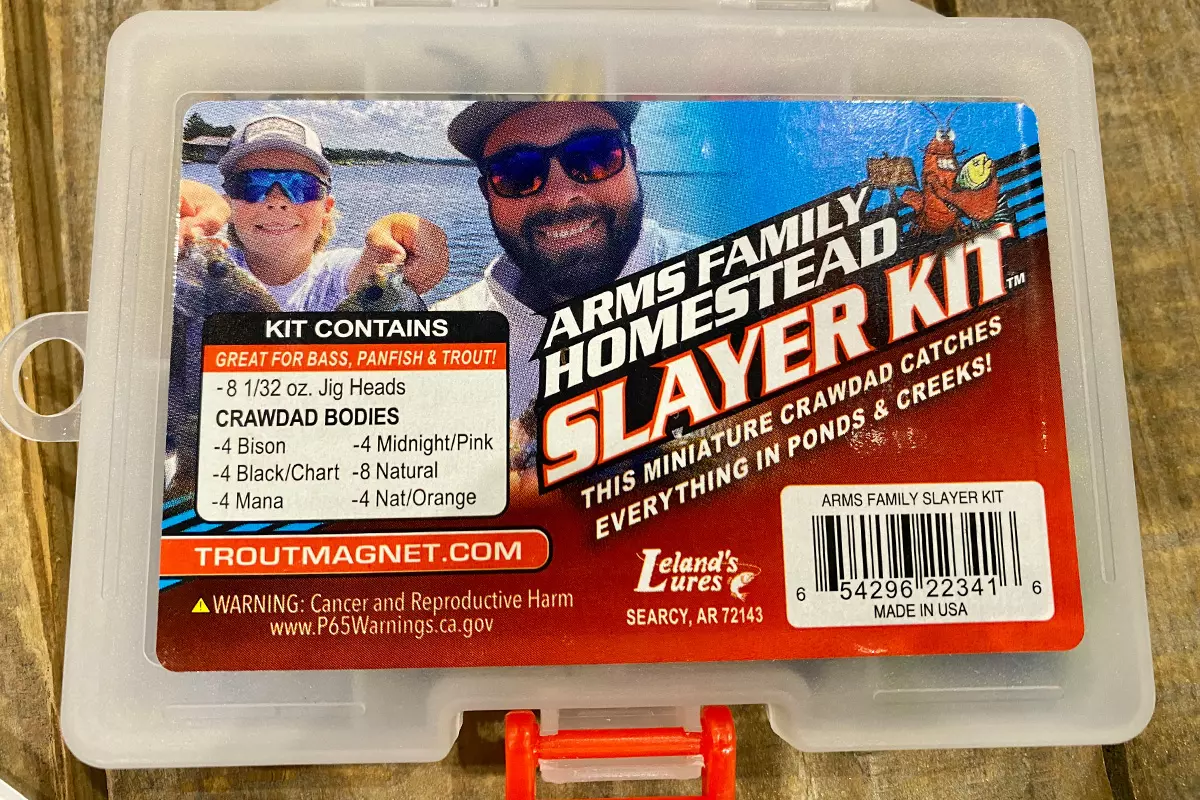 ARMS FAMILY
HOMESTEAD
SLAYER KIT™
THIS MINIATURE CRAWDAD CATCHES
EVERYTHING IN PONDS & CREEKS!
KIT CONTAINS
GREAT FOR BASS, PANFISH & TROUT!
-8 1/32 oz. Jig Heads
CRAWDAD BODIES
-4 Bison -4 Midnight/Pink
-4 Black/Chart -8 Natural
-4 Mana -4 Nat/Orange
TROUTMAGNET.COM
WARNING: Cancer and Reproductive Harm
www.P65Warnings.ca.gov
Leland's
Lures
SEARCY, AR 72143
ARMS FAMILY SLAYER KIT
6 54296 22341 6
MADE IN USA